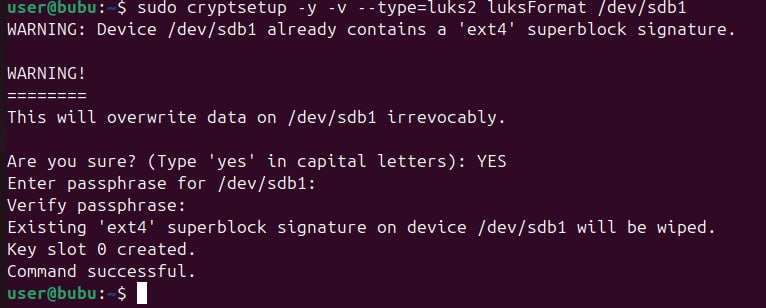 user@bubu:~$ sudo cryptsetup -y -v --type=luks2 luksFormat /dev/sdb1
WARNING: Device /dev/sdb1 already contains a 'ext4' superblock signature.
WARNING!
========
This will overwrite data on /dev/sdb1 irrevocably.
Are you sure? (Type 'yes' in capital letters): YES
Enter passphrase for /dev/sdb1:
Verify passphrase:
Existing 'ext4' superblock signature on device /dev/sdb1 will be wiped.
Key slot 0 created.
Command successful.
user@bubu:~$